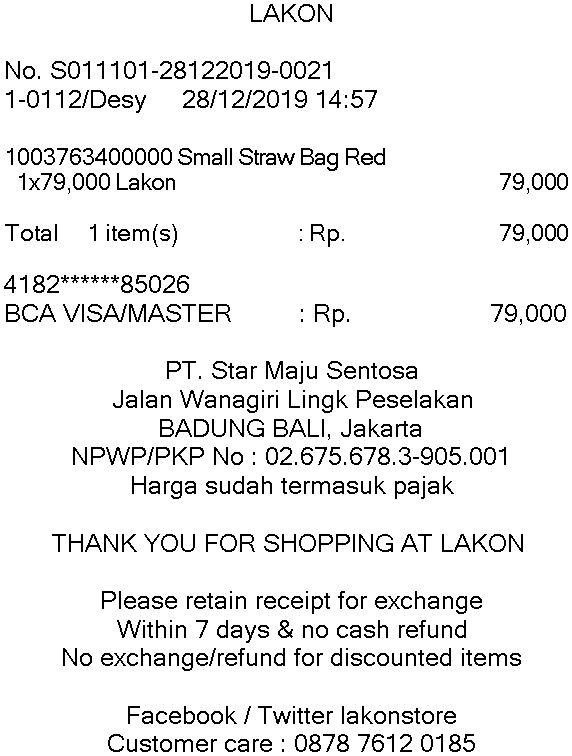 LAKON
No. S011101-28122019-0021
1-0112/Desy 28/12/2019 14:57
1003763400000 Small Straw Bag Red
1x79,000 Lakon 79,000
Total 1 item(s) : Rp. 79,000
4182******85026
BCA VISA/MASTER : Rp. 79,000
PT. Star Maju Sentosa
Jalan Wanagiri Lingk Peselakan
BADUNG BALI, Jakarta
NPWP/PKP No : 02.675.678.3-905.001
Harga sudah termasuk pajak
THANK YOU FOR SHOPPING AT LAKON
Please retain receipt for exchange
Within 7 days & no cash refund
No exchange/refund for discounted items
Facebook / Twitter lakonstore
Customer care : 0878 7612 0185